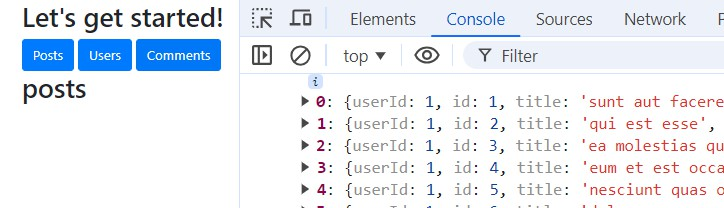 Let's get started!
Posts Users Comments
posts
Elements Console Sources Network
top Filter
i
0: {userId: 1, id: 1, title: 'sunt aut facere
1: {userId: 1, id: 2, title: 'qui est esse',
2: {userId: 1, id: 3, title: 'ea molestias qu
3: {userId: 1, id: 4, title: 'eum et est occa
4: {userId: 1, id: 5, title: 'nesciunt quas o